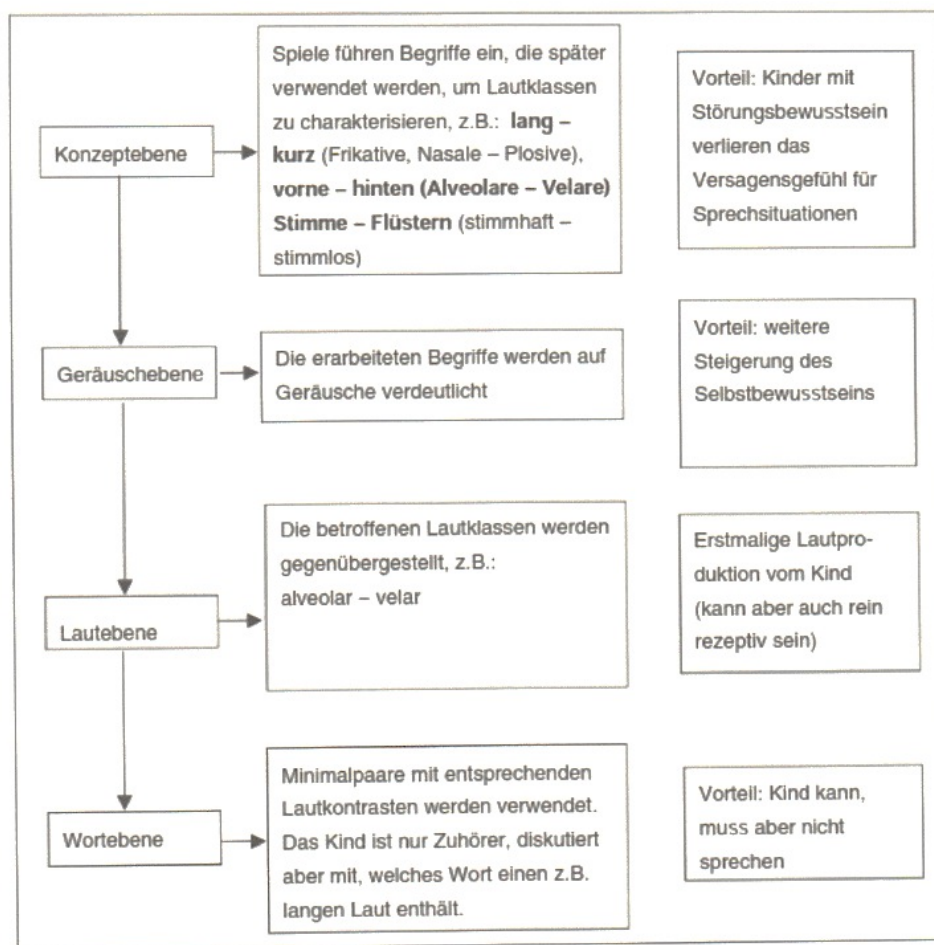 Konzeptebene
Spiele führen Begriffe ein, die später
verwendet werden, um Lautklassen
zu charakterisieren, z.B.: lang –
kurz (Frikative, Nasale – Plosive),
vorne – hinten (Alveolare – Velare)
Stimme – Flüstern (stimmhaft –
stimmlos)
Vorteil: Kinder mit
Störungsbewusstsein
verlieren das
Versagensgefühl für
Sprechsituationen
Geräuschebene
Die erarbeiteten Begriffe werden auf
Geräusche verdeutlicht
Vorteil: weitere
Steigerung des
Selbstbewusstseins
Lautebene
Die betroffenen Lautklassen werden
gegenübergestellt, z.B.:
alveolar – velar
Erstmalige Lautpro-
duktion vom Kind
(kann aber auch rein
rezeptiv sein)
Wortebene
Minimalpaare mit entsprechenden
Lautkontrasten werden verwendet.
Das Kind ist nur Zuhörer, diskutiert
aber mit, welches Wort einen z.B.
langen Laut enthält.
Vorteil: Kind kann,
muss aber nicht
sprechen